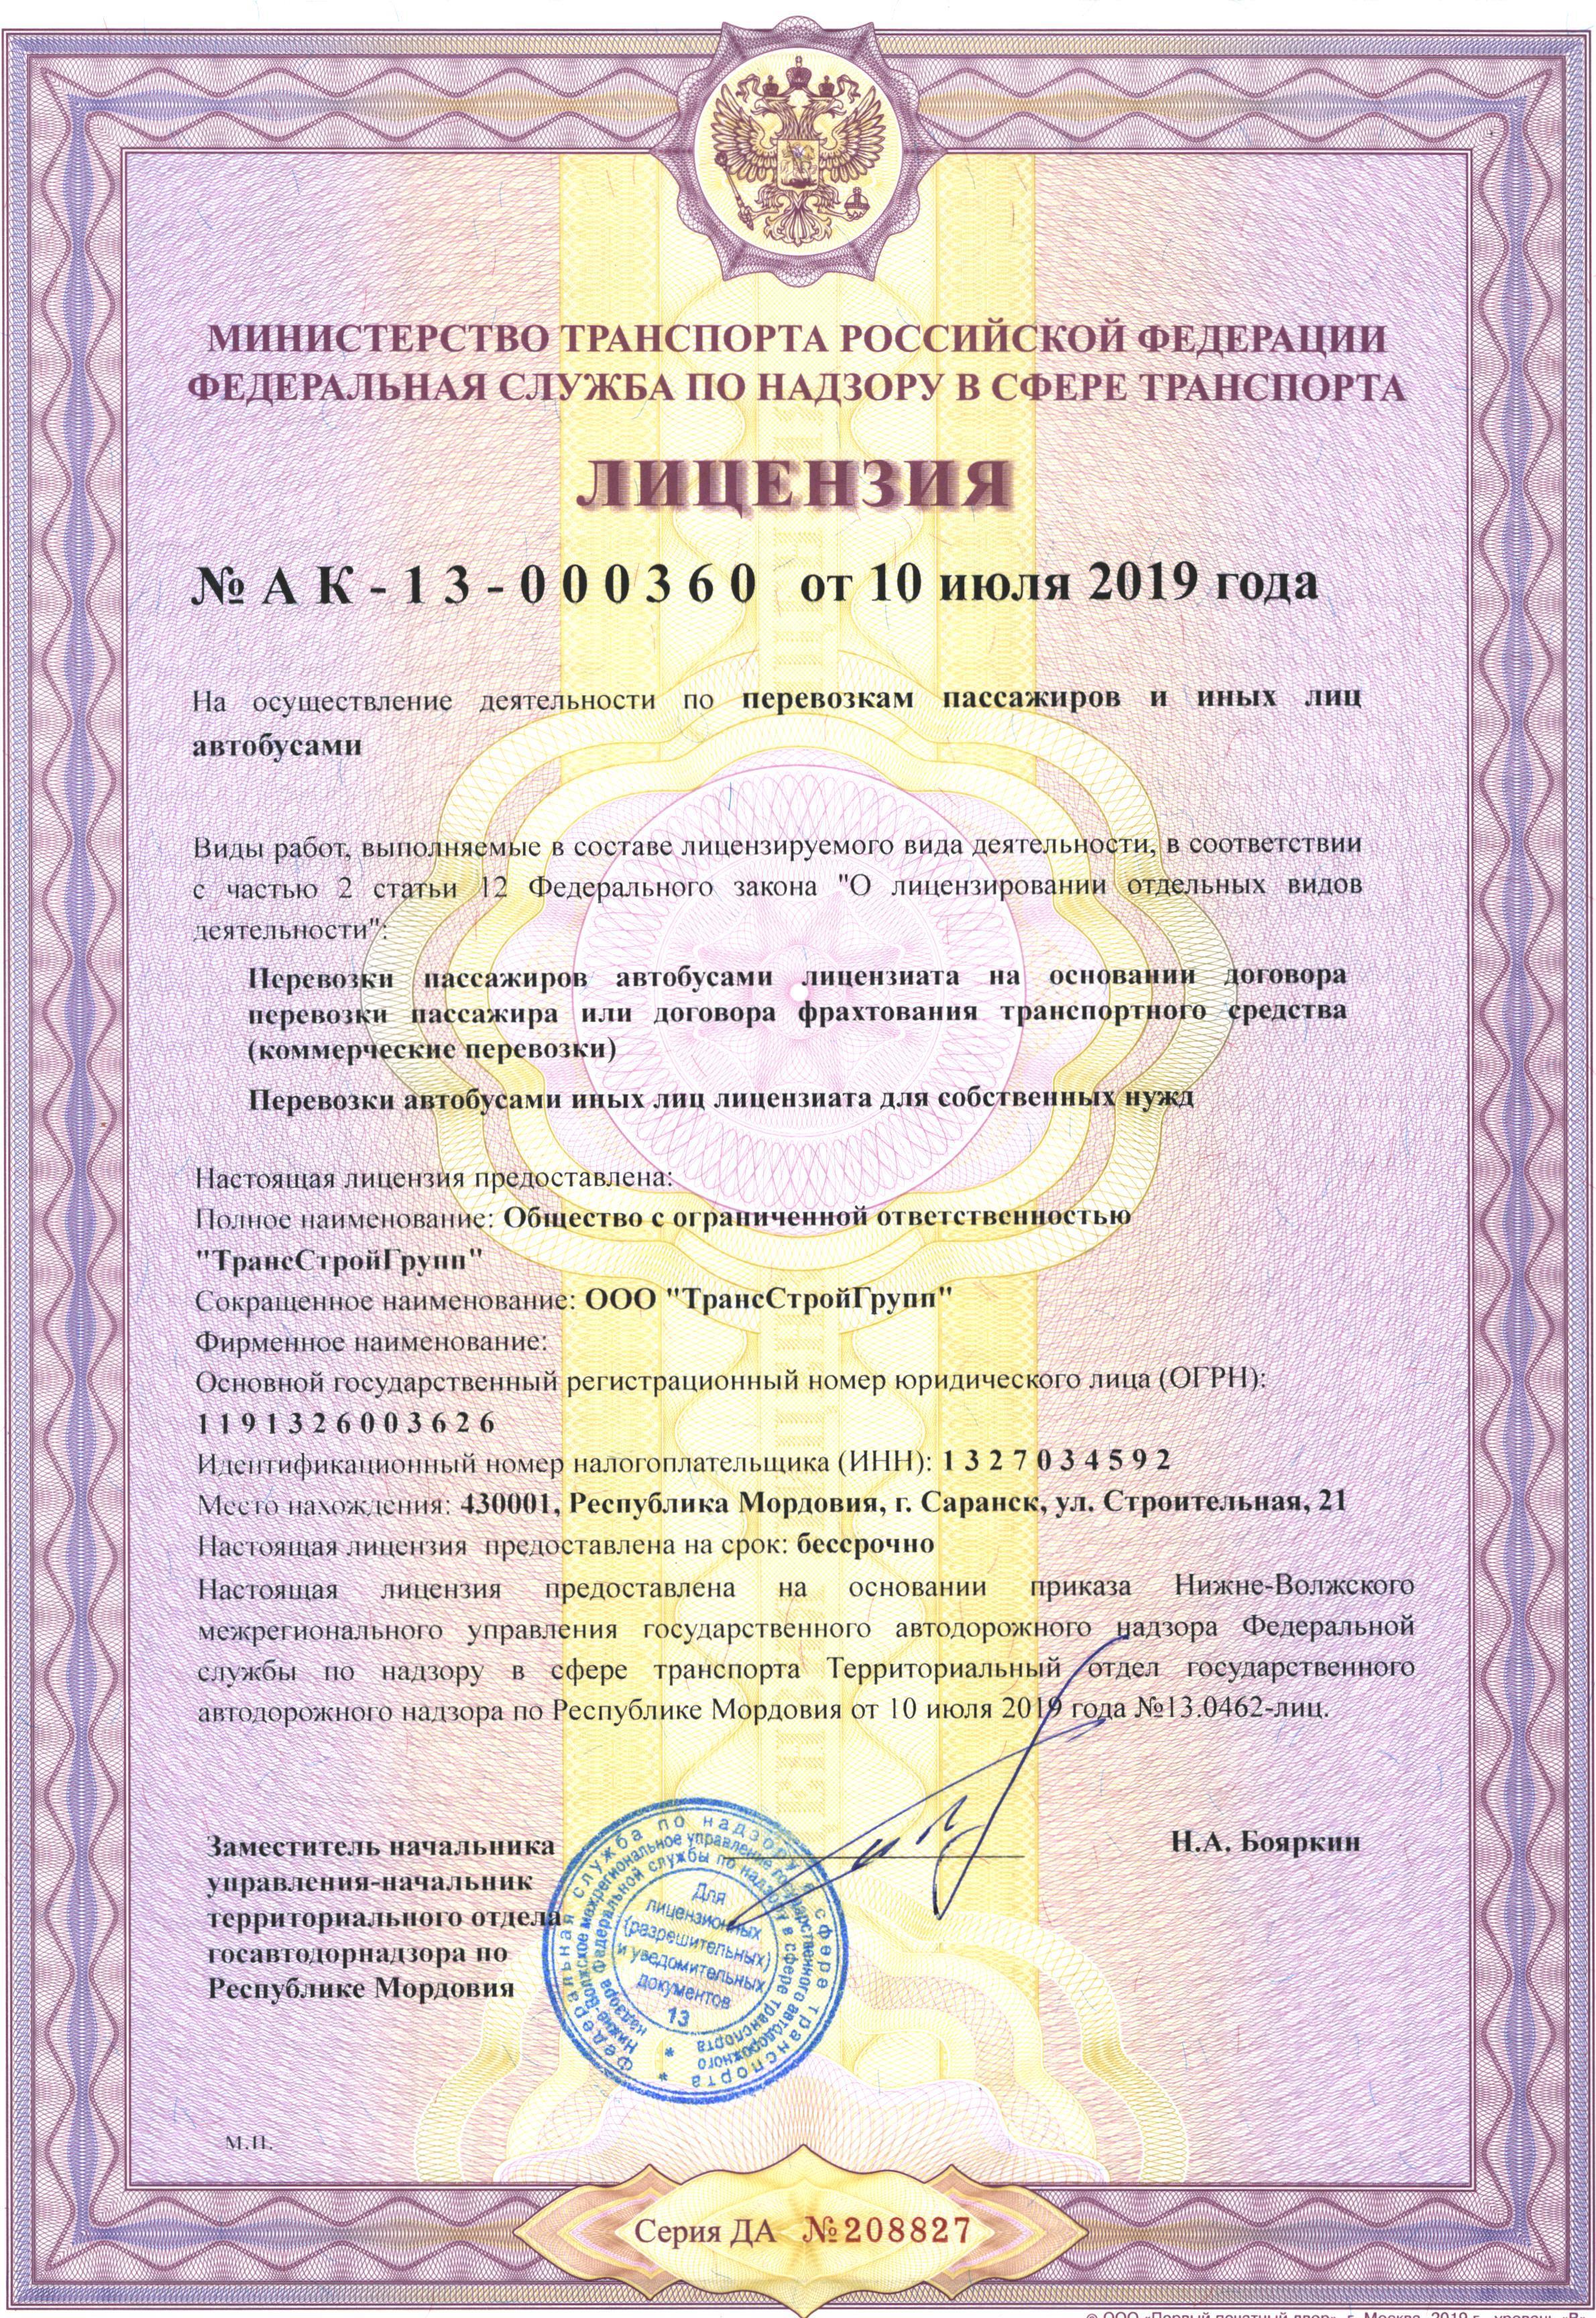 МИНИСТЕРСТВО ТРАНСПОРТА РОССИЙСКОЙ ФЕДЕРАЦИИ
ФЕДЕРАЛЬНАЯ СЛУЖБА ПО НАДЗОРУ В СФЕРЕ ТРАНСПОРТА
ЛИЦЕНЗИЯ
№ А К - 1 3 - 0 0 0 3 6 0 от 10 июля 2019 года
На осуществление деятельности по перевозкам пассажиров и иных лиц
автобусами
Виды работ, выполняемые в составе лицензируемого вида деятельности, в соответствии
с частью 2 статьи 12 Федерального закона "О лицензировании отдельных видов
деятельности":
Перевозки пассажиров автобусами лицензиата на основании договора
перевозки пассажира или договора фрахтования транспортного средства
(коммерческие перевозки)
Перевозки автобусами иных лиц лицензиата для собственных нужд
Настоящая лицензия предоставлена:
Полное наименование: Общество с ограниченной ответственностью
"ТрансСтройГрупп"
Сокращенное наименование: ООО "ТрансСтройГрупп"
Фирменное наименование:
Основной государственный регистрационный номер юридического лица (ОГРН):
1 1 9 1 3 2 6 0 0 3 6 2 6
Идентификационный номер налогоплательщика (ИНН): 1 3 2 7 0 3 4 5 9 2
Место нахождения: 430001, Республика Мордовия, г. Саранск, ул. Строительная, 21
Настоящая лицензия предоставлена на срок: бессрочно
Настоящая лицензия предоставлена на основании приказа Нижне-Волжского
межрегионального управления государственного автодорожного надзора Федеральной
службы по надзору в сфере транспорта Территориальный отдел государственного
автодорожного надзора по Республике Мордовия от 10 июля 2019 года №13.0462-лиц.
Заместитель начальника
управления-начальник
территориального отдела
госавтодорнадзора по
Республике Мордовия
Н.А. Бояркин
Федеральная служба по надзору в сфере транспорта
Нижне-Волжское межрегиональное управление государственного автодорожного
надзора Федеральной службы по надзору в сфере транспорта
Для
лицензионных
(разрешительных)
и уведомительных
документов
13
М.П.
Серия ДА №208827